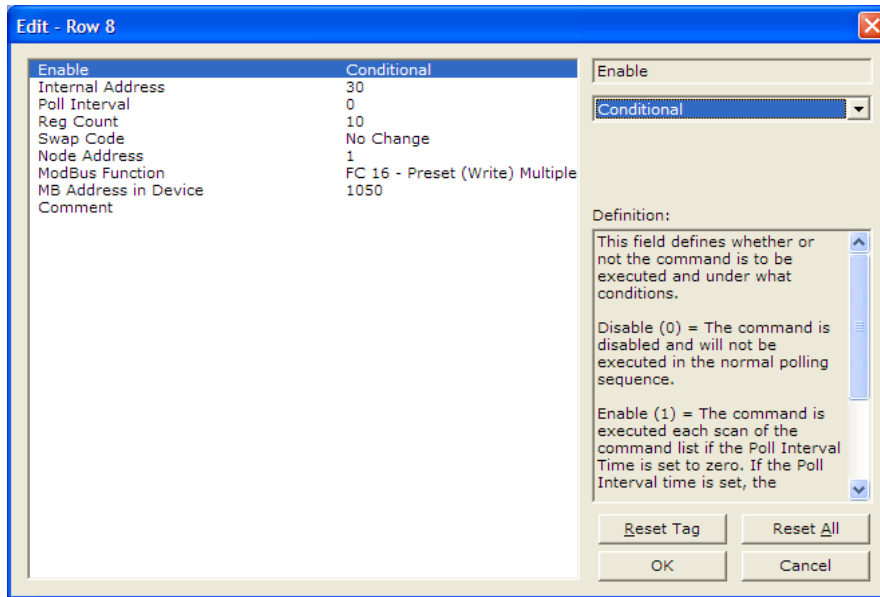 Edit - Row 8
Enable Conditional
Internal Address 30
Poll Interval 0
Reg Count 10
Swap Code No Change
Node Address 1
ModBus Function FC 16 - Preset (Write) Multiple
MB Address in Device 1050
Comment
Enable
Conditional
Definition:
This field defines whether or
not the command is to be
executed and under what
conditions.
Disable (0) = The command is
disabled and will not be
executed in the normal polling
sequence.
Enable (1) = The command is
executed each scan of the
command list if the Poll Interval
Time is set to zero. If the Poll
Interval time is set, the
Reset Tag Reset All
OK Cancel